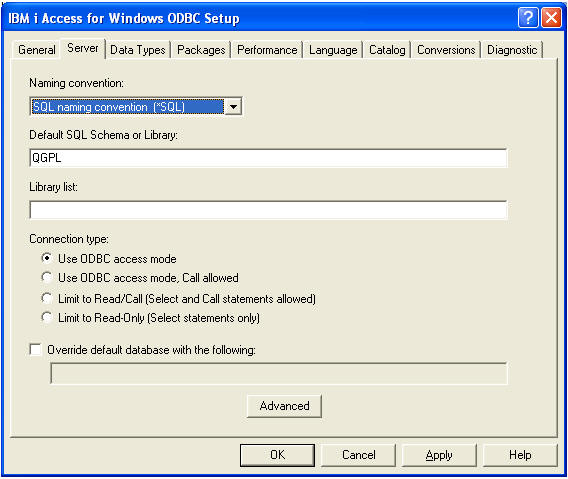 IBM i Access for Windows ODBC Setup
General Server Data Types Packages Performance Language Catalog Conversions Diagnostic
Naming convention:
SQL naming convention (*SQL)
Default SQL Schema or Library:
QGPL
Library list:
Connection type:
Use ODBC access mode
Use ODBC access mode, Call allowed
Limit to Read/Call (Select and Call statements allowed)
Limit to Read-Only (Select statements only)
Override default database with the following:
Advanced
OK Cancel Apply Help